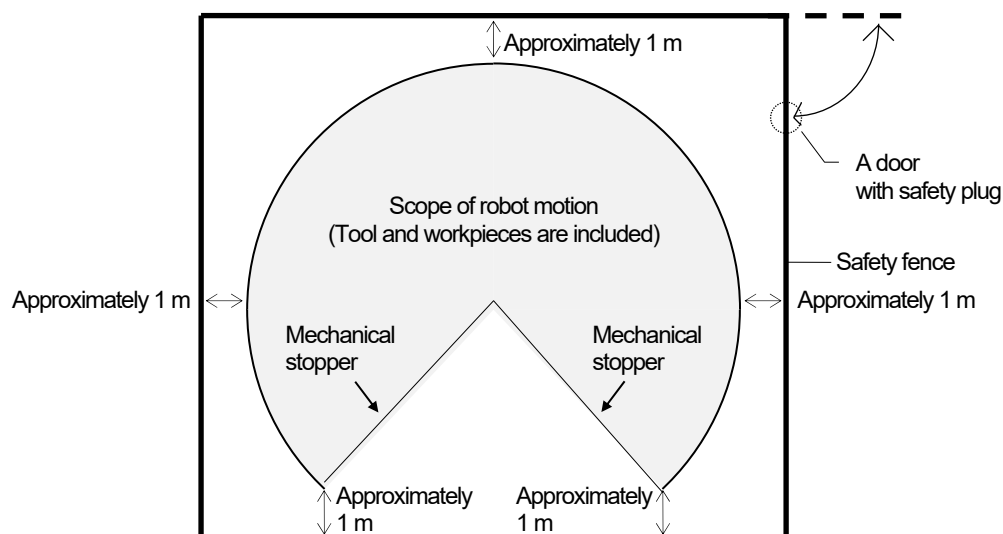 Approximately 1 m
A door
with safety plug
Scope of robot motion
(Tool and workpieces are included)
Safety fence
Approximately 1 m
Approximately 1 m
Mechanical
stopper
Mechanical
stopper
Approximately
1 m
Approximately
1 m